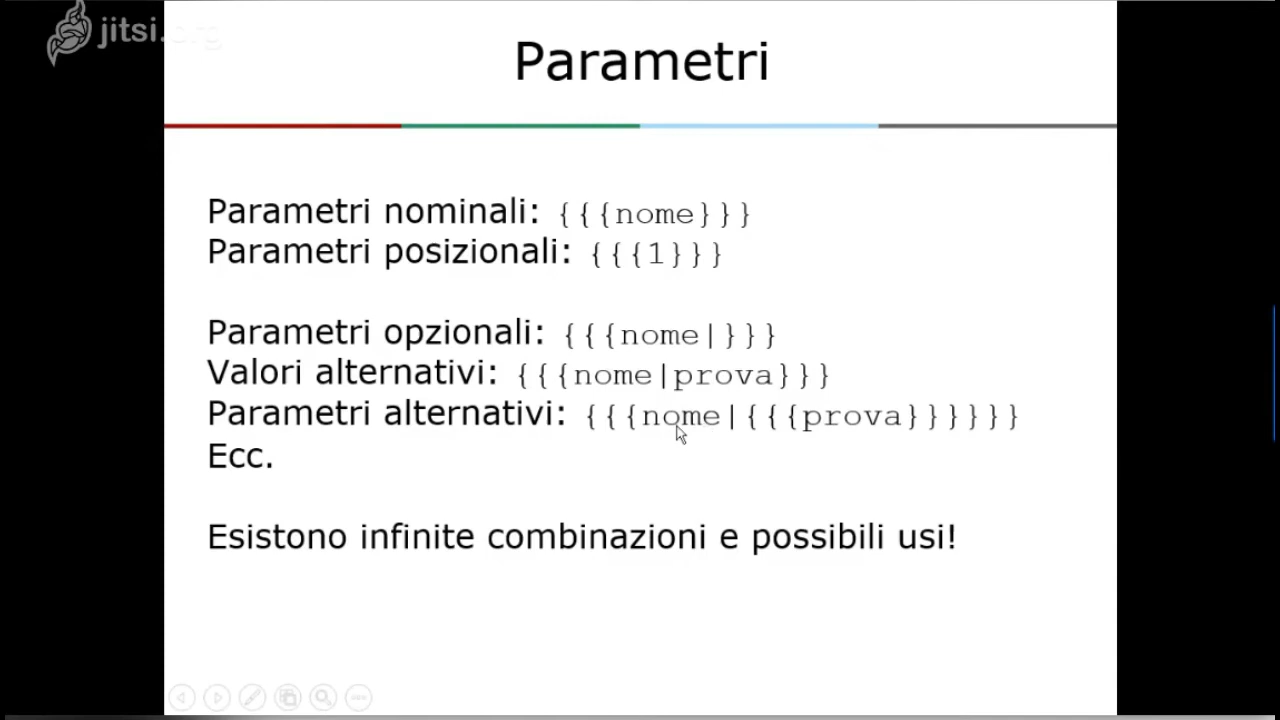 jitsi.org
Parametri
Parametri nominali: {{{nome}}}
Parametri posizionali: {{{1}}}
Parametri opzionali: {{{nome|}}}
Valori alternativi: {{{nome|prova}}}
Parametri alternativi: {{{nome|{{{prova}}}}}}
Ecc.
Esistono infinite combinazioni e possibili usi!